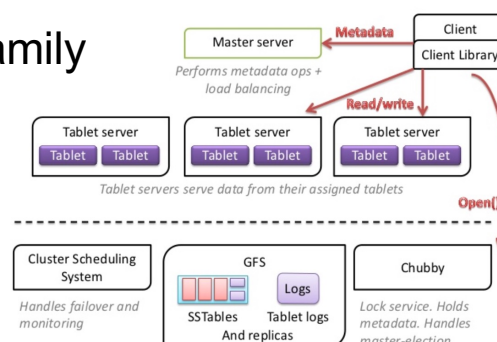 amily
Master server
Metadata
Client
Client Library
Performs metadata ops +
load balancing
Read/write
Tablet server
Tablet Tablet
Tablet server
Tablet Tablet
Tablet server
Tablet Tablet
Tablet servers serve data from their assigned tablets
Open()
Cluster Scheduling
System
Handles failover and
monitoring
GFS
Logs
SSTables
Tablet logs
And replicas
Chubby
Lock service. Holds
metadata. Handles
master-election